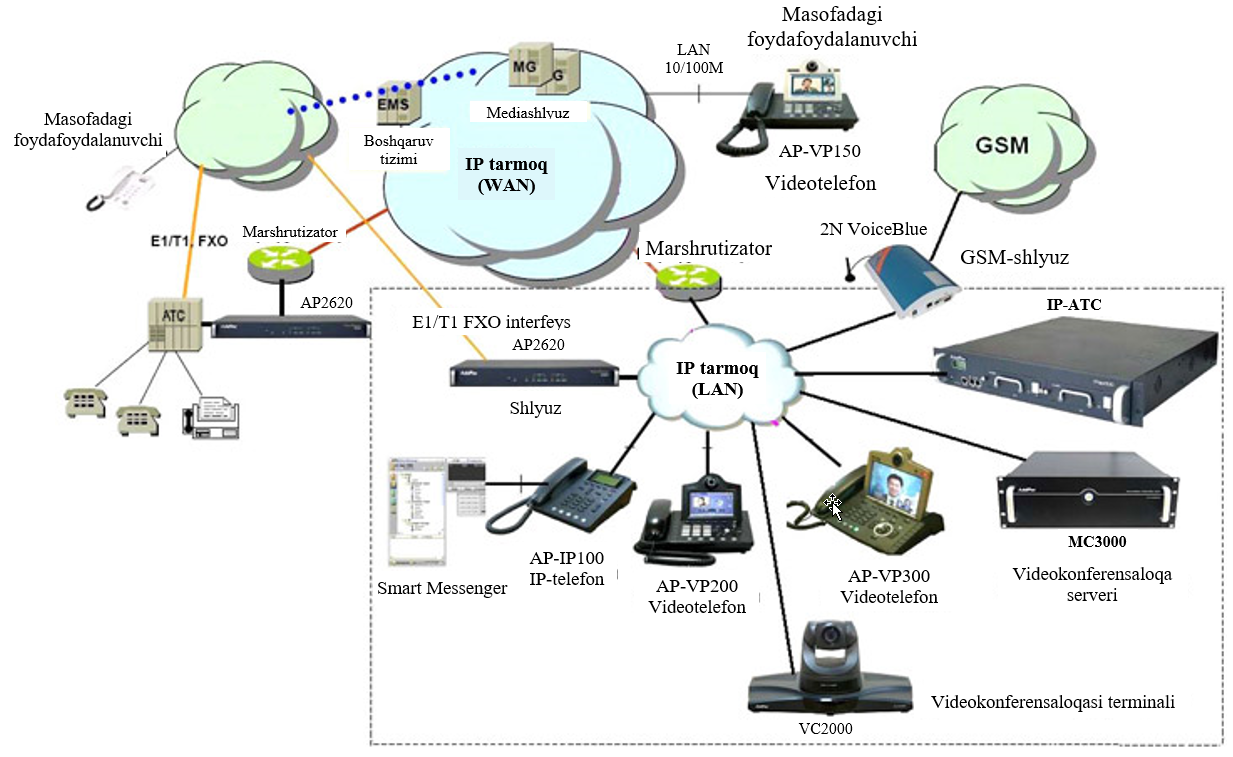 Masofadagi
foydafoydalanuvchi
LAN
10/100M
MG
G
EMS
Mediashlvuz
Masofadagi
foydafoydalanuvchi
Boshqaruv
tizimi
IP tarmoq
(WAN)
AP-VP150
Videotelefon
GSM
E1/T1, FXO
Marshrutizator
Marshrutizator
2N VoiceBlue
GSM-shlyuz
AP2620
ATC
IP-ATC
E1/T1 FXO interfeys
AP2620
Shlyuz
IP tarmoq
(LAN)
Smart Messenger
AP-IP100
IP-telefon
AP-VP200
Videotelefon
AP-VP300
Videotelefon
MC3000
Videokonferensaloqa
serveri
VC2000
Videokonferensaloqasi terminali